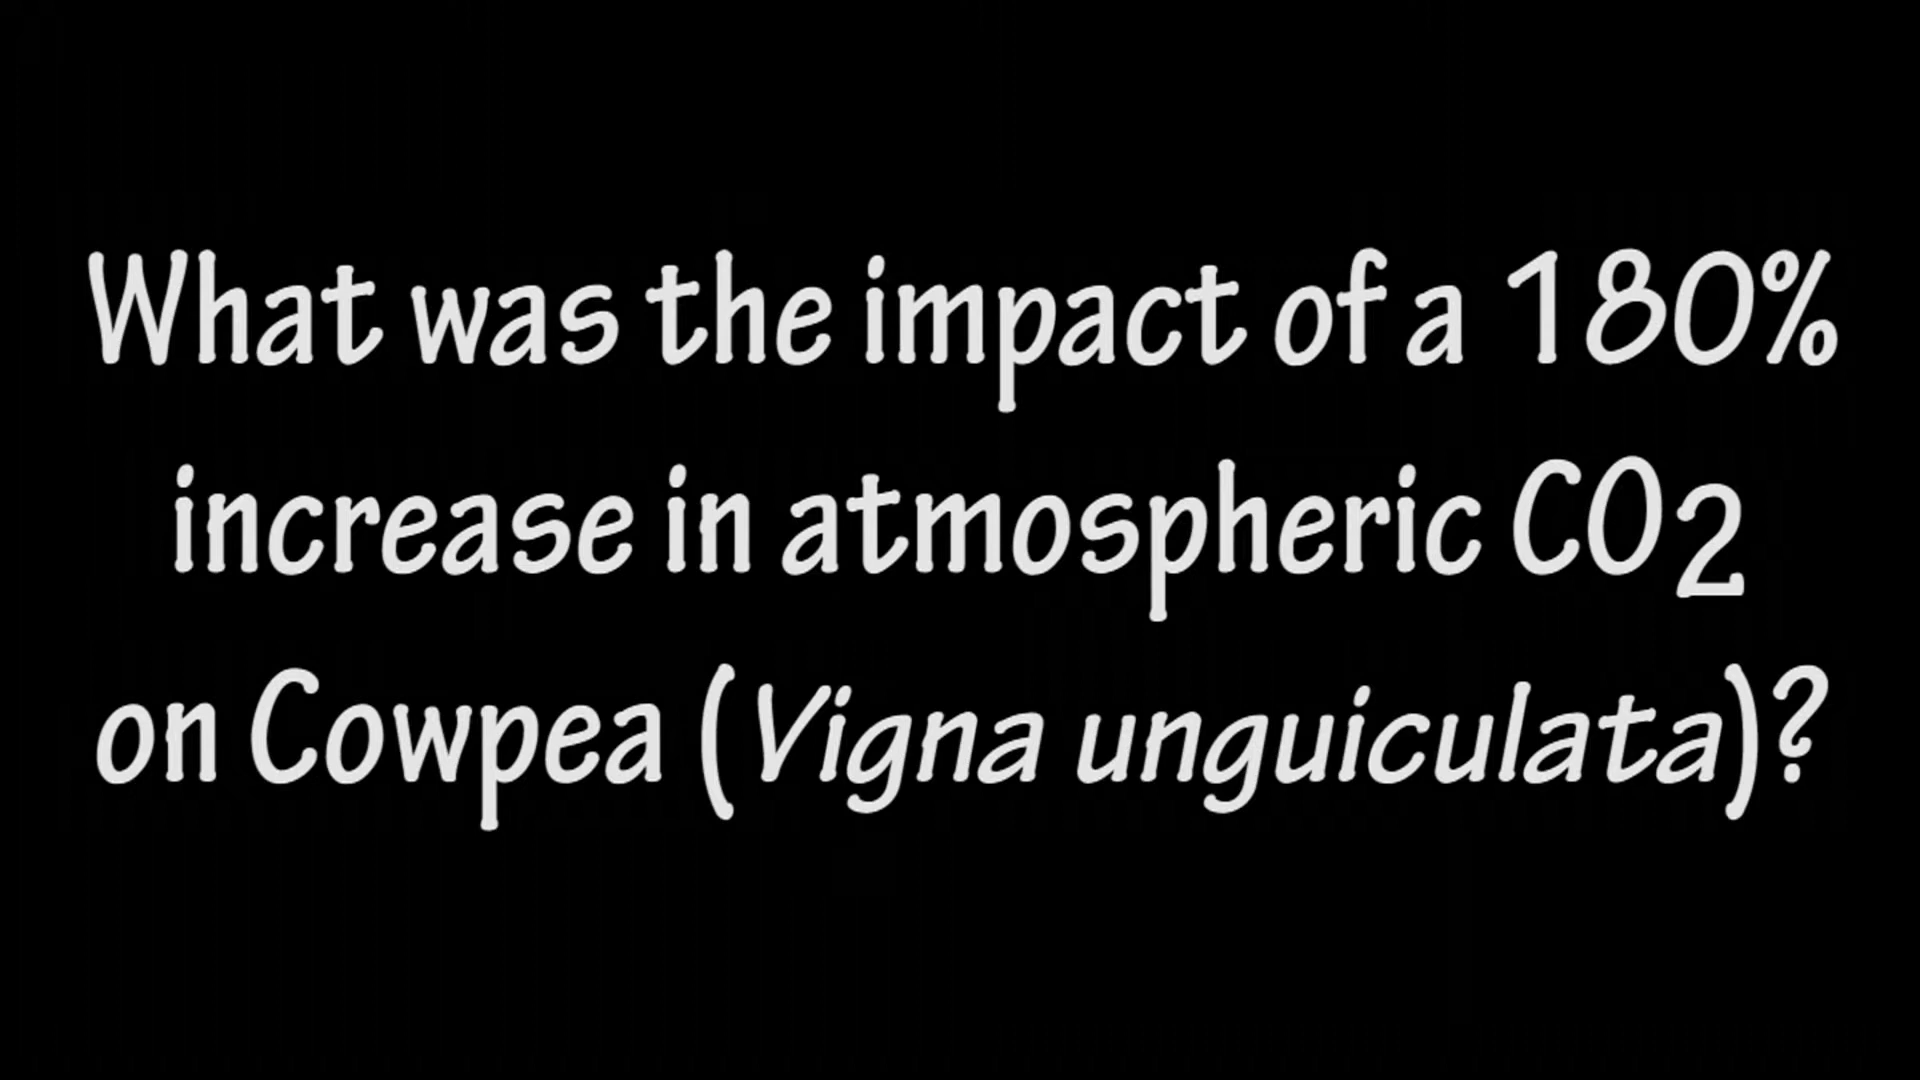 What was the impact of a 180%
increase in atmospheric CO2
on Cowpea (Vigna unguiculata)?